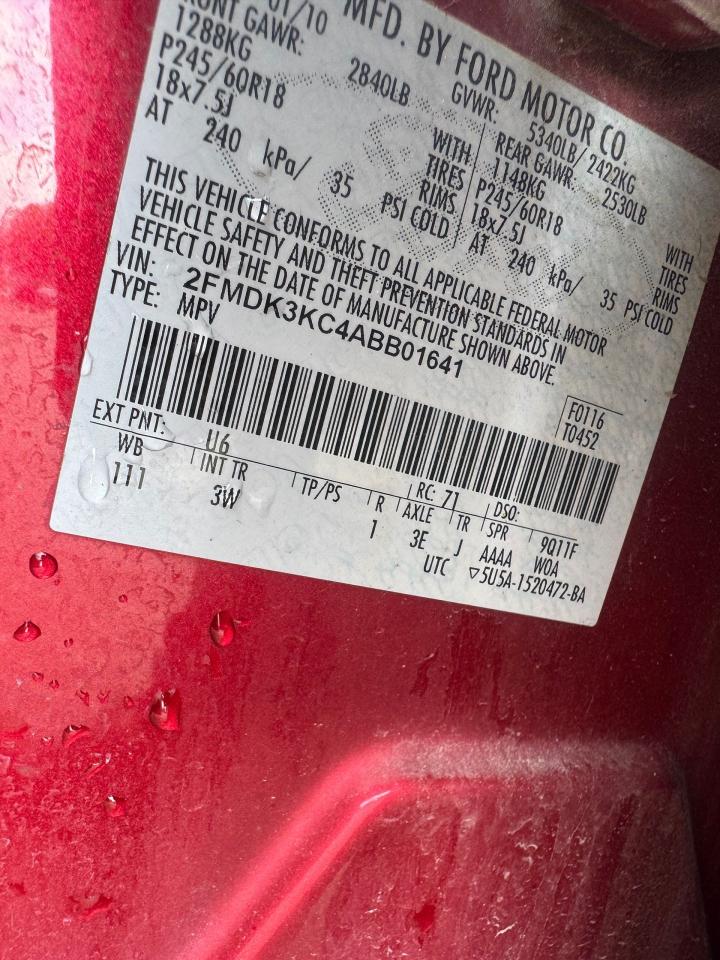 MFD. BY FORD MOTOR CO.
01/10
GVWR: 5340LB/ 2422KG
FRONT GAWR: 2840LB
1288KG WITH
P245/60R18 TIRES
18x7.5J RIMS
AT 240 kPa/ 35 PSI COLD
REAR GAWR: 2530LB
1148KG WITH
P245/60R18 TIRES
18x7.5J RIMS
AT 240 kPa/ 35 PSI COLD
THIS VEHICLE CONFORMS TO ALL APPLICABLE FEDERAL MOTOR
VEHICLE SAFETY AND THEFT PREVENTION STANDARDS IN
EFFECT ON THE DATE OF MANUFACTURE SHOWN ABOVE.
VIN: 2FMDK3KC4ABB01641
TYPE: MPV
F0116
T0452
EXT PNT: U6 RC: 71 DSO:
WB INT TR TP/PS R AXLE TR SPR 9Q11F
111 3W 1 3E J AAAA W0A
UTC ▽5U5A-1520472-BA